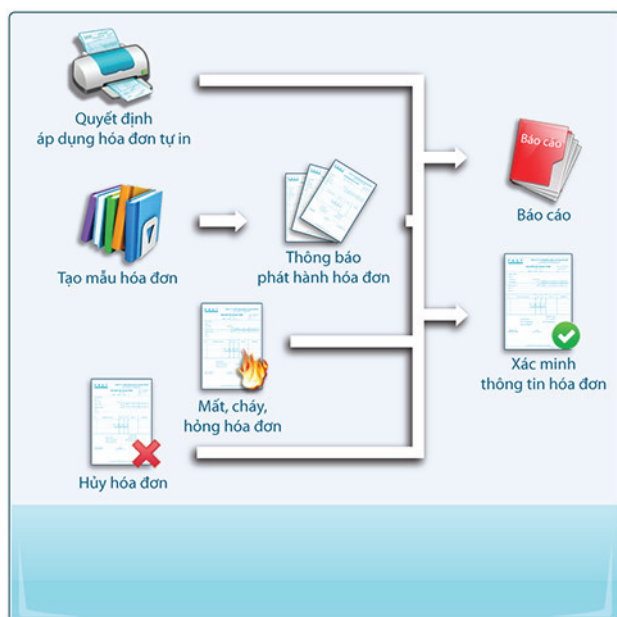 Quyết định
áp dụng hóa đơn tự in
Báo cáo
Báo cáo
Tạo mẫu hóa đơn
Thông báo
phát hành hóa đơn
Xác minh
thông tin hóa đơn
Mất, cháy,
hỏng hóa đơn
Hủy hóa đơn